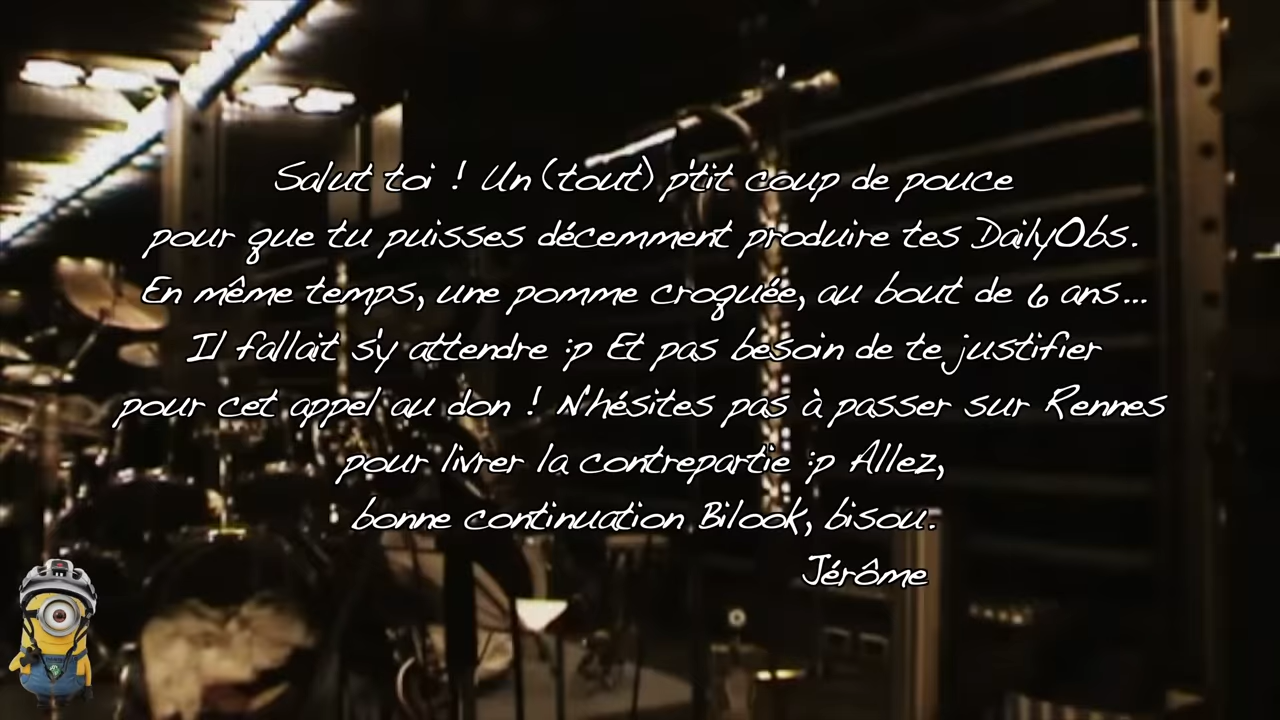 Salut toi ! Un (tout) p'tit coup de pouce
pour que tu puisses décemment produire tes DailyObs.
En même temps, une pomme croquée, au bout de 6 ans...
Il fallait s'y attendre :p Et pas besoin de te justifier
pour cet appel au don ! N'hésites pas à passer sur Rennes
pour livrer la contrepartie :p Allez,
bonne continuation Bilook, bisou.
Jérôme